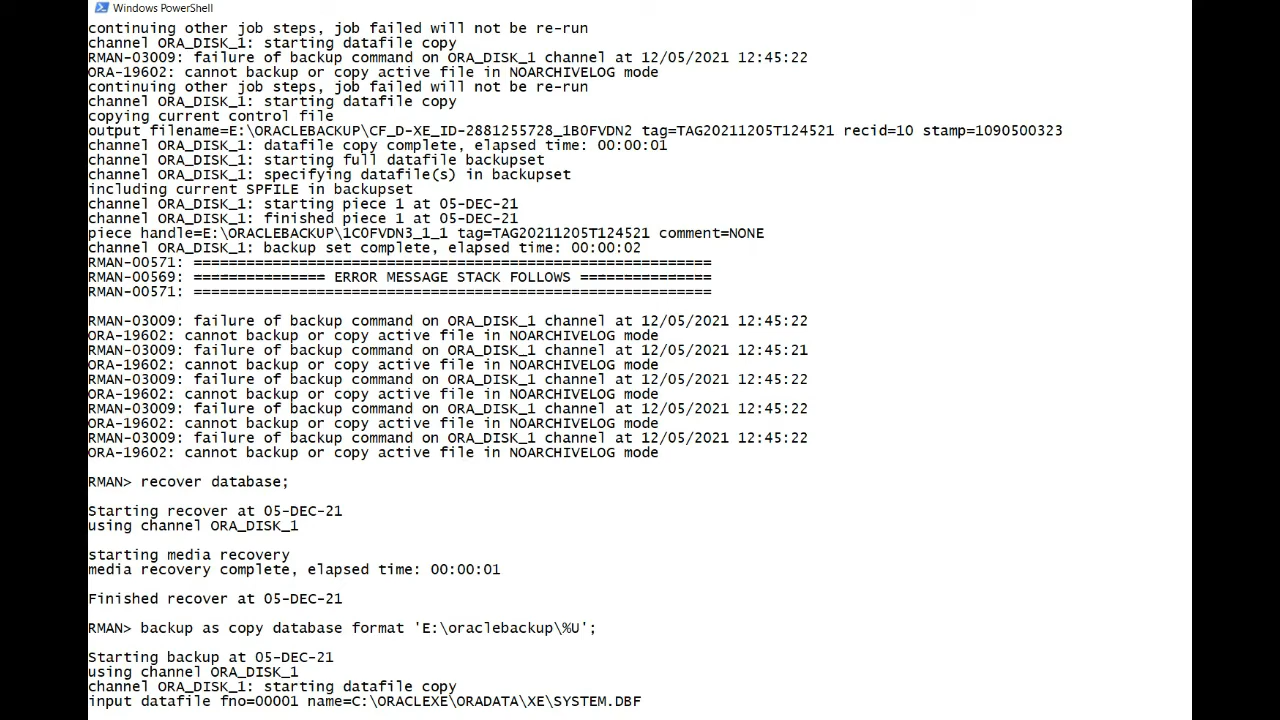 Windows PowerShell
continuing other job steps, job failed will not be re-run
channel ORA_DISK_1: starting datafile copy
RMAN-03009: failure of backup command on ORA_DISK_1 channel at 12/05/2021 12:45:22
ORA-19602: cannot backup or copy active file in NOARCHIVELOG mode
continuing other job steps, job failed will not be re-run
channel ORA_DISK_1: starting datafile copy
copying current control file
output filename=E:\ORACLEBACKUP\CF_D-XE_ID-2881255728_1B0FVDN2 tag=TAG20211205T124521 recid=10 stamp=1090500323
channel ORA_DISK_1: datafile copy complete, elapsed time: 00:00:01
channel ORA_DISK_1: starting full datafile backupset
channel ORA_DISK_1: specifying datafile(s) in backupset
including current SPFILE in backupset
channel ORA_DISK_1: starting piece 1 at 05-DEC-21
channel ORA_DISK_1: finished piece 1 at 05-DEC-21
piece handle=E:\ORACLEBACKUP\1C0FVDN3_1_1 tag=TAG20211205T124521 comment=NONE
channel ORA_DISK_1: backup set complete, elapsed time: 00:00:02
RMAN-00571: ===========================================================
RMAN-00569: =============== ERROR MESSAGE STACK FOLLOWS ===============
RMAN-00571: ===========================================================
RMAN-03009: failure of backup command on ORA_DISK_1 channel at 12/05/2021 12:45:22
ORA-19602: cannot backup or copy active file in NOARCHIVELOG mode
RMAN-03009: failure of backup command on ORA_DISK_1 channel at 12/05/2021 12:45:21
ORA-19602: cannot backup or copy active file in NOARCHIVELOG mode
RMAN-03009: failure of backup command on ORA_DISK_1 channel at 12/05/2021 12:45:22
ORA-19602: cannot backup or copy active file in NOARCHIVELOG mode
RMAN-03009: failure of backup command on ORA_DISK_1 channel at 12/05/2021 12:45:22
ORA-19602: cannot backup or copy active file in NOARCHIVELOG mode
RMAN-03009: failure of backup command on ORA_DISK_1 channel at 12/05/2021 12:45:22
ORA-19602: cannot backup or copy active file in NOARCHIVELOG mode
RMAN> recover database;
Starting recover at 05-DEC-21
using channel ORA_DISK_1
starting media recovery
media recovery complete, elapsed time: 00:00:01
Finished recover at 05-DEC-21
RMAN> backup as copy database format 'E:\oraclebackup\%U';
Starting backup at 05-DEC-21
using channel ORA_DISK_1
channel ORA_DISK_1: starting datafile copy
input datafile fno=00001 name=C:\ORACLEXE\ORADATA\XE\SYSTEM.DBF